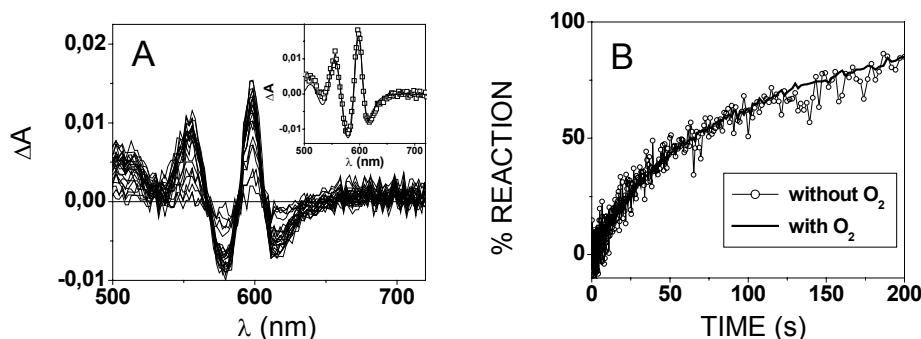 A
0,02
0,01
0,00
-0,01
ΔA
500
600
700
λ (nm)
0,01
0,00
-0,01
ΔA
500
600
700
λ (nm)
B
100
50
0
% REACTION
without O2
with O2
0
50
100
150
200
TIME (s)